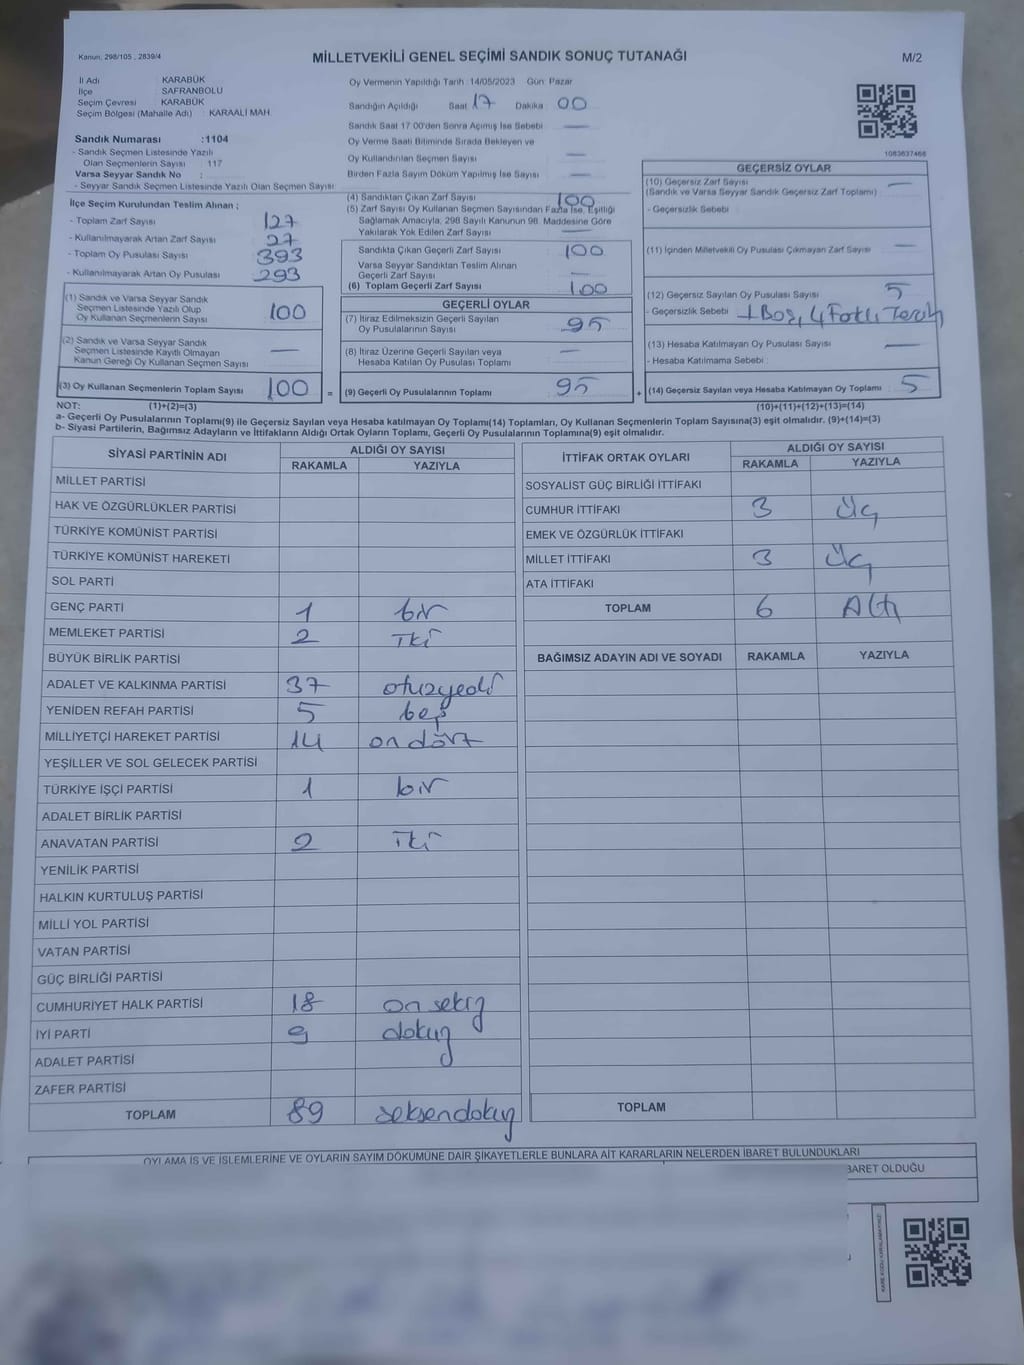 Kanun: 298/105 , 2839/4
MİLLETVEKİLİ GENEL SEÇİMİ SANDIK SONUÇ TUTANAĞI
M/2
İl Adı KARABÜK
İlçe SAFRANBOLU
Seçim Çevresi KARABÜK
Seçim Bölgesi (Mahalle Adı) : KARAALİ MAH.
Sandık Numarası :1104
- Sandık Seçmen Listesinde Yazılı
Olan Seçmenlerin Sayısı : 117
Varsa Seyyar Sandık No :
- Seyyar Sandık Seçmen Listesinde Yazılı Olan Seçmen Sayısı :
İlçe Seçim Kurulundan Teslim Alınan ;
- Toplam Zarf Sayısı 127
- Kullanılmayarak Artan Zarf Sayısı 27
- Toplam Oy Pusulası Sayısı 393
- Kullanılmayarak Artan Oy Pusulası 293
(1) Sandık ve Varsa Seyyar Sandık
Seçmen Listesinde Yazılı Olup
Oy Kullanan Seçmenlerin Sayısı 100
(2) Sandık ve Varsa Seyyar Sandık
Seçmen Listesinde Kayıtlı Olmayan
Kanun Gereği Oy Kullanan Seçmen Sayısı —
(3) Oy Kullanan Seçmenlerin Toplam Sayısı 100 =
Oy Vermenin Yapıldığı Tarih :14/05/2023 Gün: Pazar
Sandığın Açıldığı Saat 17 Dakika : 00
Sandık Saat 17.00'den Sonra Açılmış İse Sebebi —
Oy Verme Saati Bitiminde Sırada Bekleyen ve
Oy Kullandırılan Seçmen Sayısı —
Birden Fazla Sayım Döküm Yapılmış İse Sayısı —
(4) Sandıktan Çıkan Zarf Sayısı 100
(5) Zarf Sayısı Oy Kullanan Seçmen Sayısından Fazla İse, Eşitliği
Sağlamak Amacıyla, 298 Sayılı Kanunun 98. Maddesine Göre
Yakılarak Yok Edilen Zarf Sayısı —
Sandıkta Çıkan Geçerli Zarf Sayısı 100
Varsa Seyyar Sandıktan Teslim Alınan
Geçerli Zarf Sayısı —
(6) Toplam Geçerli Zarf Sayısı 100
GEÇERLİ OYLAR
(7) İtiraz Edilmeksizin Geçerli Sayılan
Oy Pusulalarının Sayısı 95
(8) İtiraz Üzerine Geçerli Sayılan veya
Hesaba Katılan Oy Pusulası Toplamı —
(9) Geçerli Oy Pusulalarının Toplamı 95 +
1083637466
GEÇERSİZ OYLAR
(10) Geçersiz Zarf Sayısı —
(Sandık ve Varsa Seyyar Sandık Geçersiz Zarf Toplamı)
- Geçersizlik Sebebi :
(11) İçinden Milletvekili Oy Pusulası Çıkmayan Zarf Sayısı —
(12) Geçersiz Sayılan Oy Pusulası Sayısı 5
- Geçersizlik Sebebi : 1 Boş, 4 Farklı Tercih
(13) Hesaba Katılmayan Oy Pusulası Sayısı —
- Hesaba Katılmama Sebebi :
(14) Geçersiz Sayılan veya Hesaba Katılmayan Oy Toplamı 5
NOT: (1)+(2)=(3) (10)+(11)+(12)+(13)=(14)
a- Geçerli Oy Pusulalarının Toplamı(9) ile Geçersiz Sayılan veya Hesaba katılmayan Oy Toplamı(14) Toplamları, Oy Kullanan Seçmenlerin Toplam Sayısına(3) eşit olmalıdır. (9)+(14)=(3)
b- Siyasi Partilerin, Bağımsız Adayların ve İttifakların Aldığı Ortak Oyların Toplamı, Geçerli Oy Pusulalarının Toplamına(9) eşit olmalıdır.
SİYASİ PARTİNİN ADI ALDIĞI OY SAYISI
RAKAMLA YAZIYLA
MİLLET PARTİSİ
HAK VE ÖZGÜRLÜKLER PARTİSİ
TÜRKİYE KOMÜNİST PARTİSİ
TÜRKİYE KOMÜNİST HAREKETİ
SOL PARTİ
GENÇ PARTİ 1 bir
MEMLEKET PARTİSİ 2 İki
BÜYÜK BİRLİK PARTİSİ
ADALET VE KALKINMA PARTİSİ 37 otuzyedi
YENİDEN REFAH PARTİSİ 5 beş
MİLLİYETÇİ HAREKET PARTİSİ 14 on dört
YEŞİLLER VE SOL GELECEK PARTİSİ
TÜRKİYE İŞÇİ PARTİSİ 1 bir
ADALET BİRLİK PARTİSİ
ANAVATAN PARTİSİ 2 İki
YENİLİK PARTİSİ
HALKIN KURTULUŞ PARTİSİ
MİLLİ YOL PARTİSİ
VATAN PARTİSİ
GÜÇ BİRLİĞİ PARTİSİ
CUMHURİYET HALK PARTİSİ 18 on sekiz
İYİ PARTİ 9 dokuz
ADALET PARTİSİ
ZAFER PARTİSİ
TOPLAM 89 seksendokuz
İTTİFAK ORTAK OYLARI ALDIĞI OY SAYISI
RAKAMLA YAZIYLA
SOSYALİST GÜÇ BİRLİĞİ İTTİFAKI
CUMHUR İTTİFAKI 3 üç
EMEK VE ÖZGÜRLÜK İTTİFAKI
MİLLET İTTİFAKI 3 üç
ATA İTTİFAKI
TOPLAM 6 Altı
BAĞIMSIZ ADAYIN ADI VE SOYADI RAKAMLA YAZIYLA
TOPLAM
OYLAMA İŞ VE İŞLEMLERİNE VE OYLARIN SAYIM DÖKÜMÜNE DAİR ŞİKAYETLERLE BUNLARA AİT KARARLARIN NELERDEN İBARET BULUNDUKLARI
BARET OLDUĞU